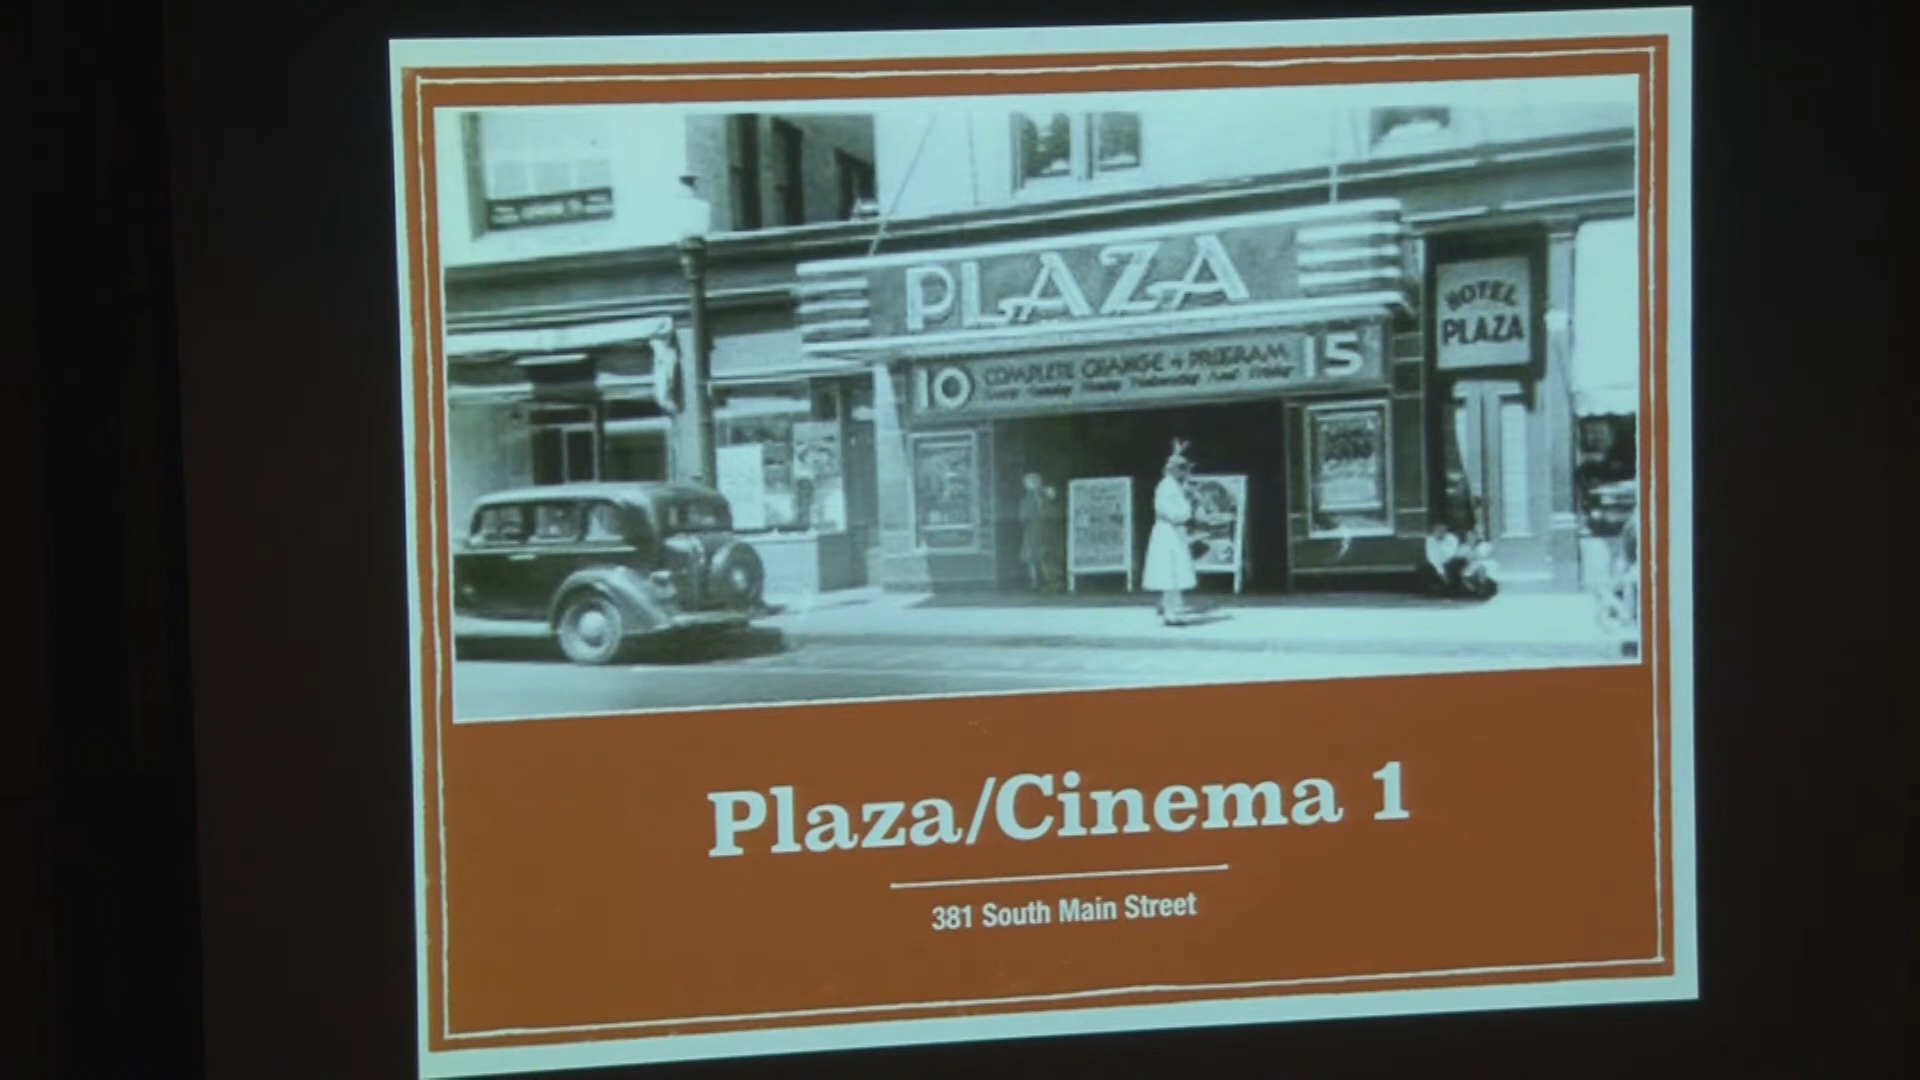 PLAZA
HOTEL
PLAZA
10 COMPLETE CHANGE of PROGRAM 15
Plaza/Cinema 1
381 South Main Street